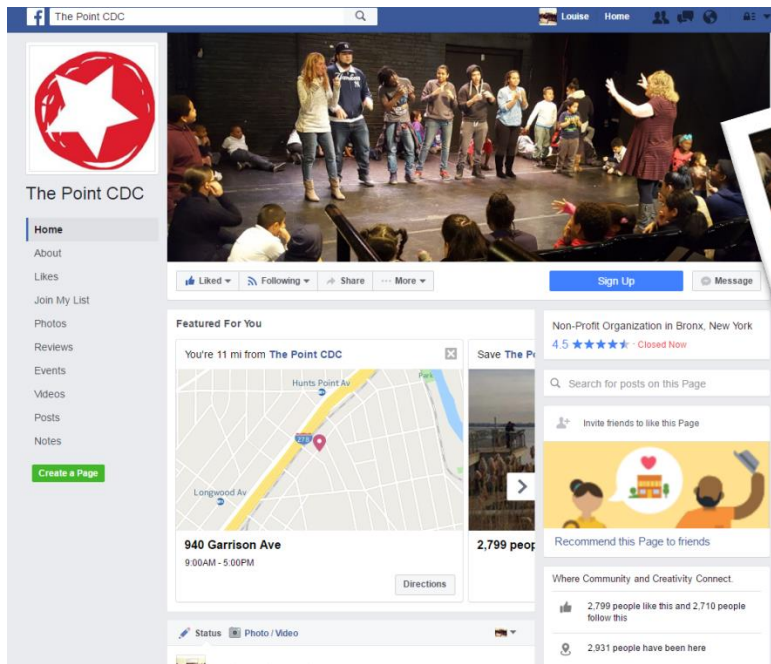 The Point CDC
Louise Home
The Point CDC
Home
About
Likes
Join My List
Photos
Reviews
Events
Videos
Posts
Notes
Create a Page
Liked Following Share ··· More
Sign Up
Message
Featured For You
You're 11 mi from The Point CDC
Hunts Point Av
Park
278
Longwood Av
940 Garrison Ave
9:00AM - 5:00PM
Directions
Save The Po
2,799 peop
Status Photo / Video
Non-Profit Organization in Bronx, New York
4.5 ★★★★★ · Closed Now
Search for posts on this Page
Invite friends to like this Page
Recommend this Page to friends
Where Community and Creativity Connect.
2,799 people like this and 2,710 people
follow this
2,931 people have been here